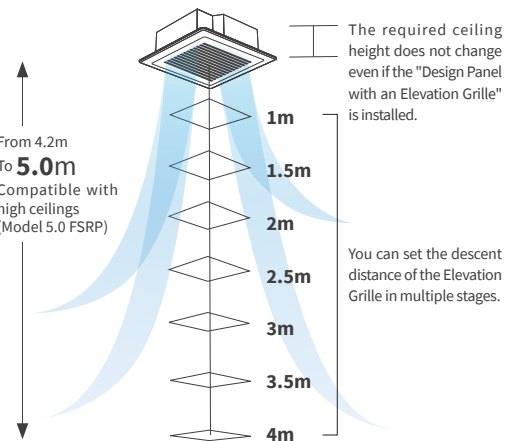 The required ceiling
height does not change
even if the "Design Panel
with an Elevation Grille"
is installed.
From 4.2m
To 5.0m
Compatible with
high ceilings
(Model 5.0 FSRP)
1m
1.5m
2m
2.5m
3m
3.5m
4m
You can set the descent
distance of the Elevation
Grille in multiple stages.